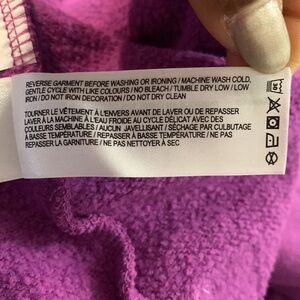 REVERSE GARMENT BEFORE WASHING OR IRONING / MACHINE WASH COLD,
GENTLE CYCLE WITH LIKE COLOURS / NO BLEACH / TUMBLE DRY LOW / LOW
IRON / DO NOT IRON DECORATION / DO NOT DRY CLEAN
TOURNER LE VÊTEMENT À L'ENVERS AVANT DE LAVER OU DE REPASSER
LAVER À LA MACHINE À L'EAU FROIDE AU CYCLE DÉLICAT AVEC DES
COULEURS SEMBLABLES / AUCUN JAVELLISANT / SÉCHAGE PAR CULBUTAGE
À BASSE TEMPÉRATURE / REPASSER À BASSE TEMPÉRATURE / NE PAS
REPASSER LA GARNITURE / NE PAS NETTOYER À SEC
30